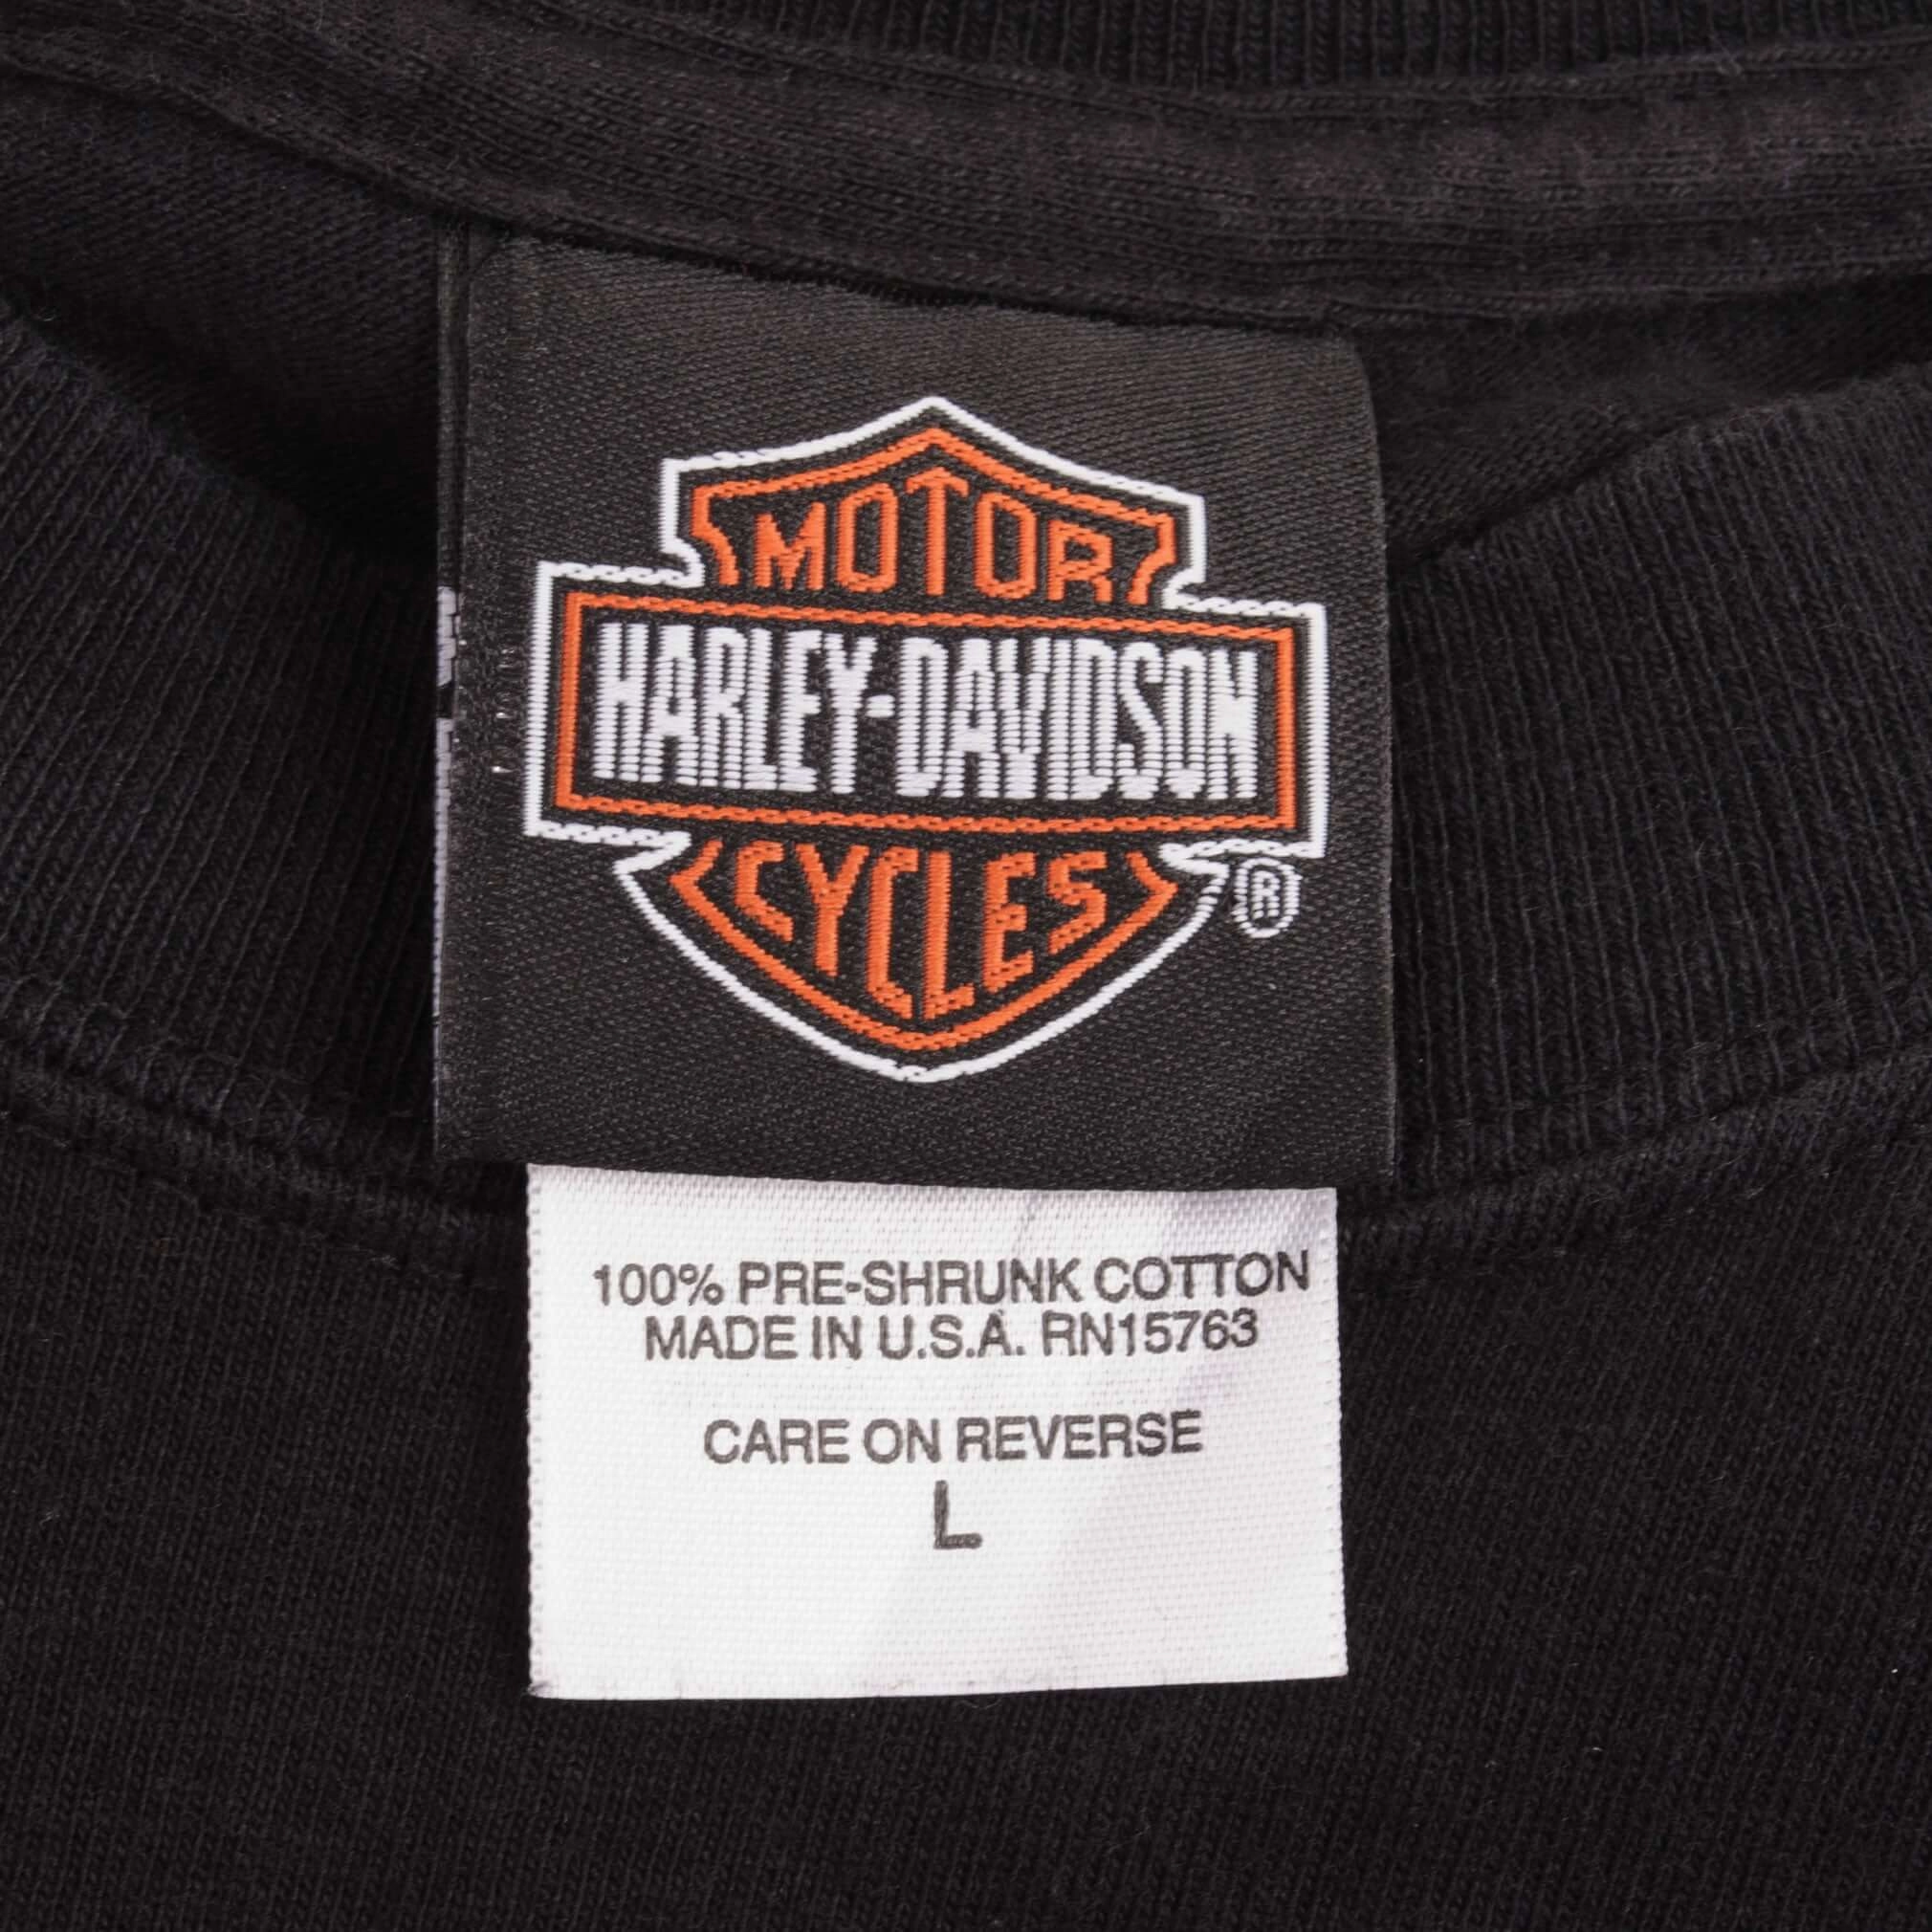 MOTOR
HARLEY-DAVIDSON
CYCLES
®
100% PRE-SHRUNK COTTON
MADE IN U.S.A. RN15763
CARE ON REVERSE
L